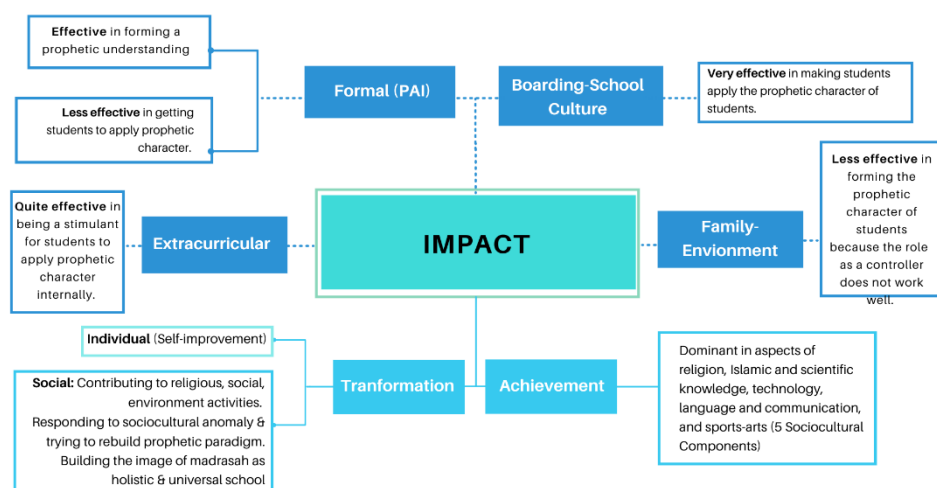 Effective in forming a
prophetic understanding
Less effective in getting
students to apply prophetic
character.
Formal (PAI)
Boarding-School
Culture
Very effective in making students
apply the prophetic character of
students.
Quite effective in
being a stimulant
for students to
apply prophetic
character
internally.
Extracurricular
IMPACT
Family-
Envionment
Less effective in
forming the
prophetic
character of
students
because the role
as a controller
does not work
well.
Individual (Self-improvement)
Social: Contributing to religious, social,
environment activities.
Responding to sociocultural anomaly &
trying to rebuild prophetic paradigm.
Building the image of madrasah as
holistic & universal school
Tranformation
Achievement
Dominant in aspects of
religion, Islamic and scientific
knowledge, technology,
language and communication,
and sports-arts (5 Sociocultural
Components)